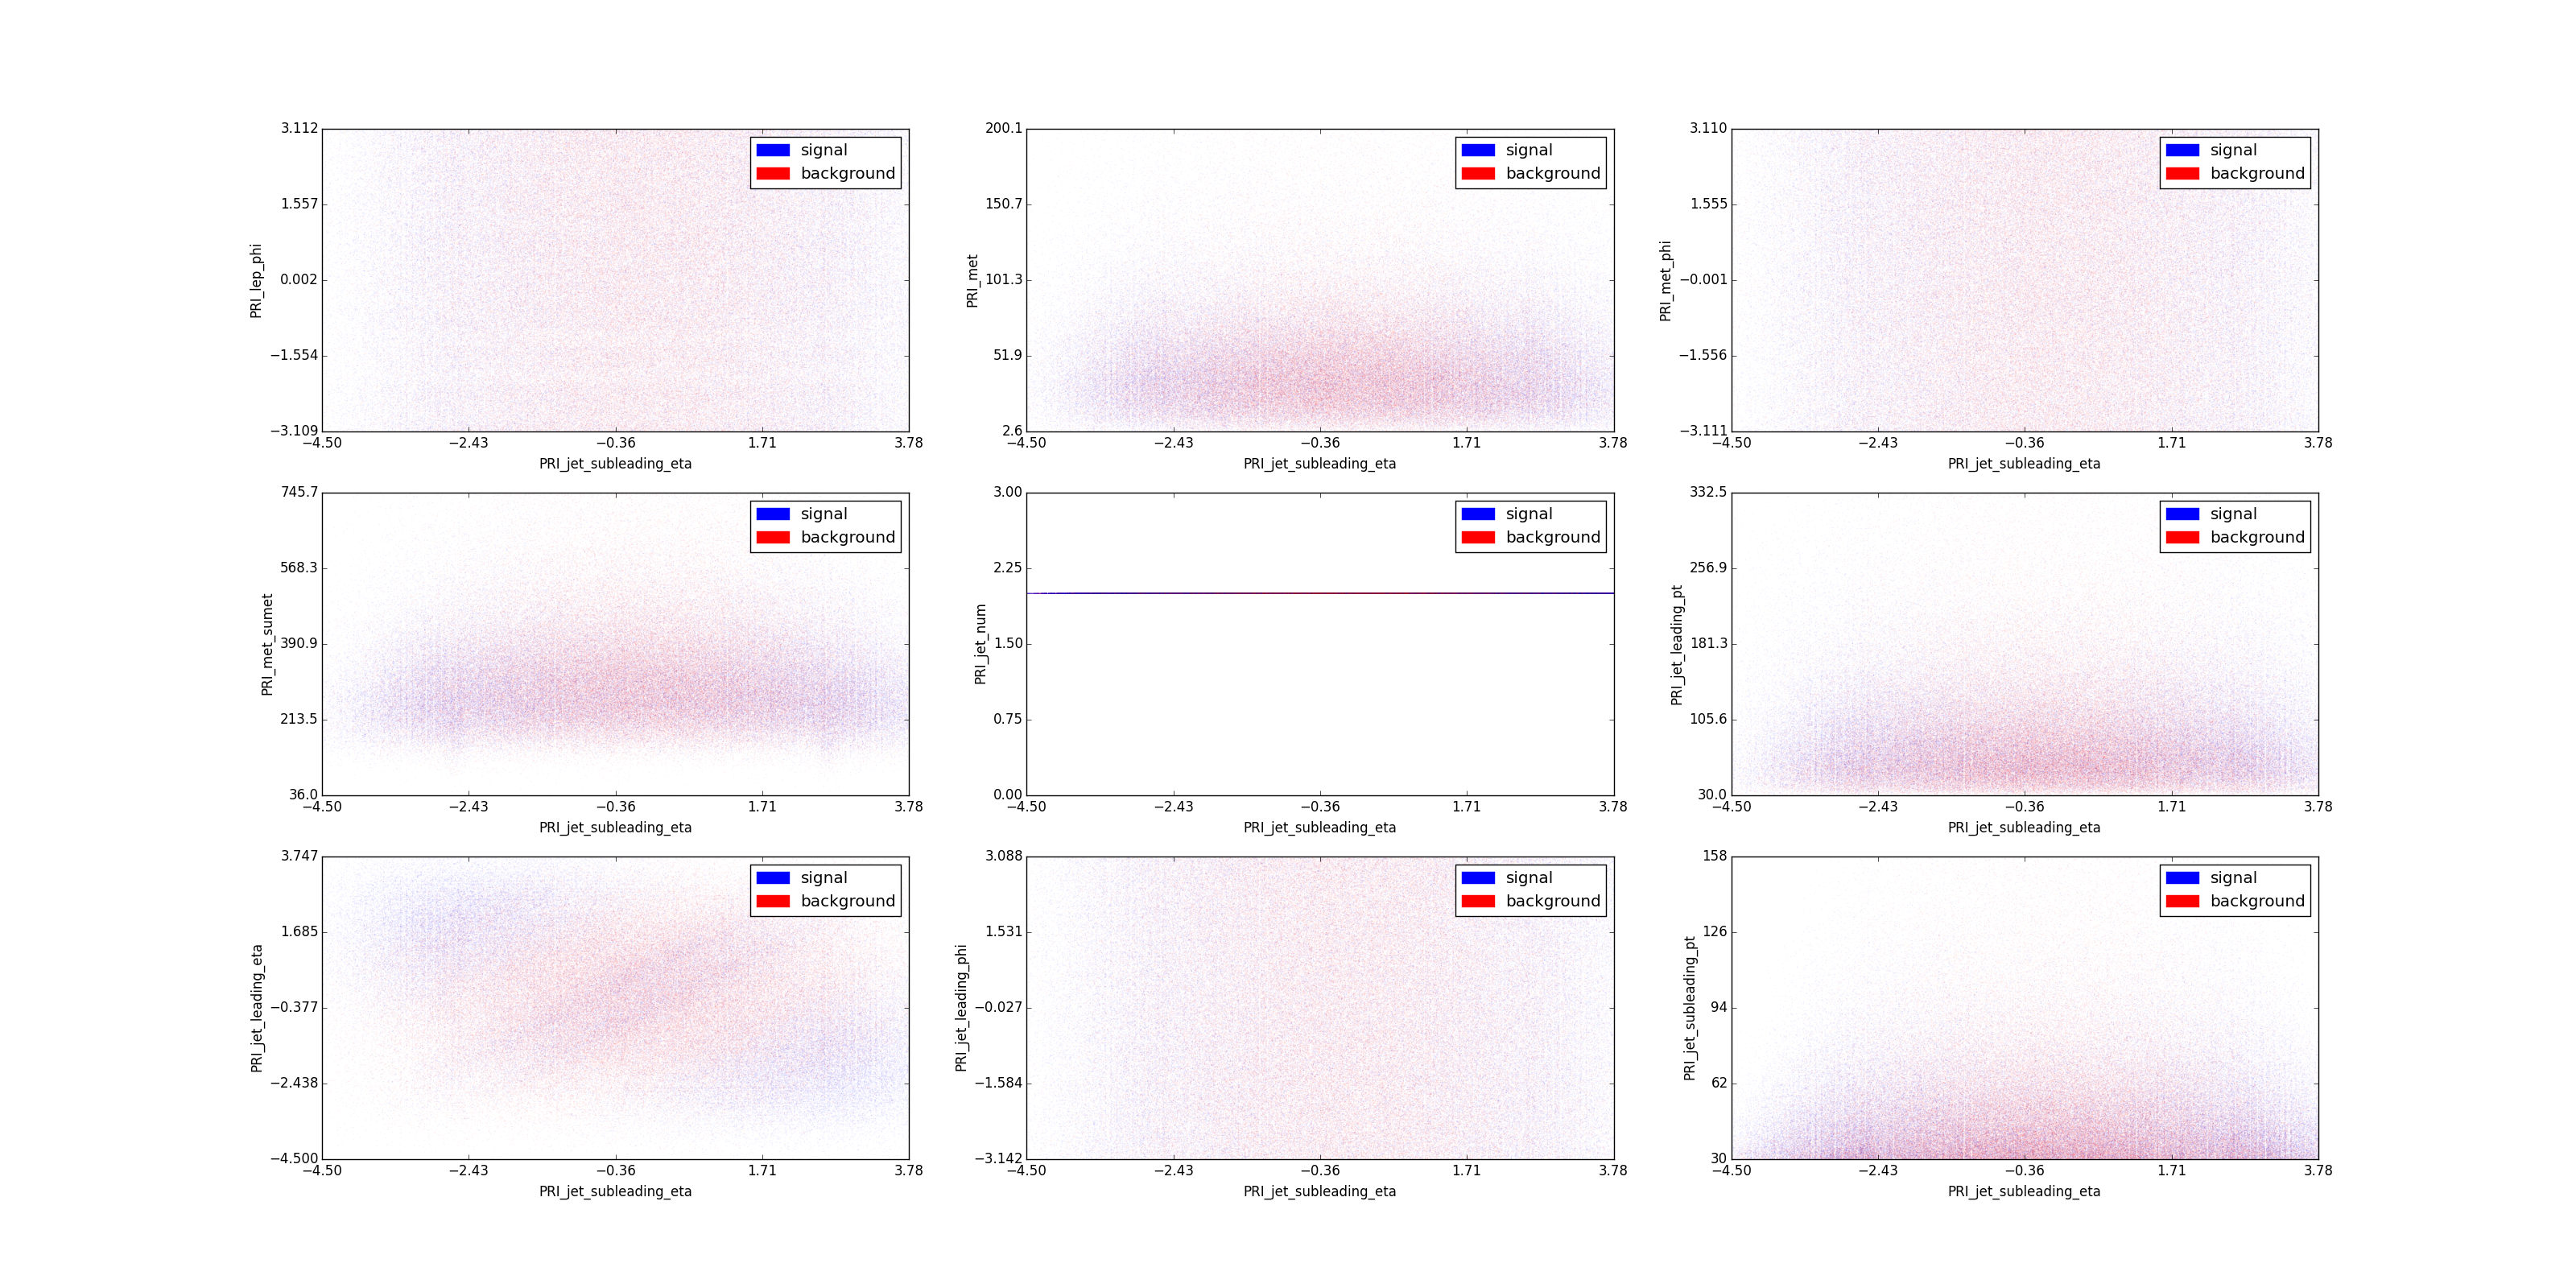 3.112
1.557
0.002
−1.554
−3.109
PRI_lep_phi
signal
background
−4.50 −2.43 −0.36 1.71 3.78
PRI_jet_subleading_eta
200.1
150.7
101.3
51.9
2.6
PRI_met
signal
background
−4.50 −2.43 −0.36 1.71 3.78
PRI_jet_subleading_eta
3.110
1.555
−0.001
−1.556
−3.111
PRI_met_phi
signal
background
−4.50 −2.43 −0.36 1.71 3.78
PRI_jet_subleading_eta
745.7
568.3
390.9
213.5
36.0
PRI_met_sumet
signal
background
−4.50 −2.43 −0.36 1.71 3.78
PRI_jet_subleading_eta
3.00
2.25
1.50
0.75
0.00
PRI_jet_num
signal
background
−4.50 −2.43 −0.36 1.71 3.78
PRI_jet_subleading_eta
332.5
256.9
181.3
105.6
30.0
PRI_jet_leading_pt
signal
background
−4.50 −2.43 −0.36 1.71 3.78
PRI_jet_subleading_eta
3.747
1.685
−0.377
−2.438
−4.500
PRI_jet_leading_eta
signal
background
−4.50 −2.43 −0.36 1.71 3.78
PRI_jet_subleading_eta
3.088
1.531
−0.027
−1.584
−3.142
PRI_jet_leading_phi
signal
background
−4.50 −2.43 −0.36 1.71 3.78
PRI_jet_subleading_eta
158
126
94
62
30
PRI_jet_subleading_pt
signal
background
−4.50 −2.43 −0.36 1.71 3.78
PRI_jet_subleading_eta